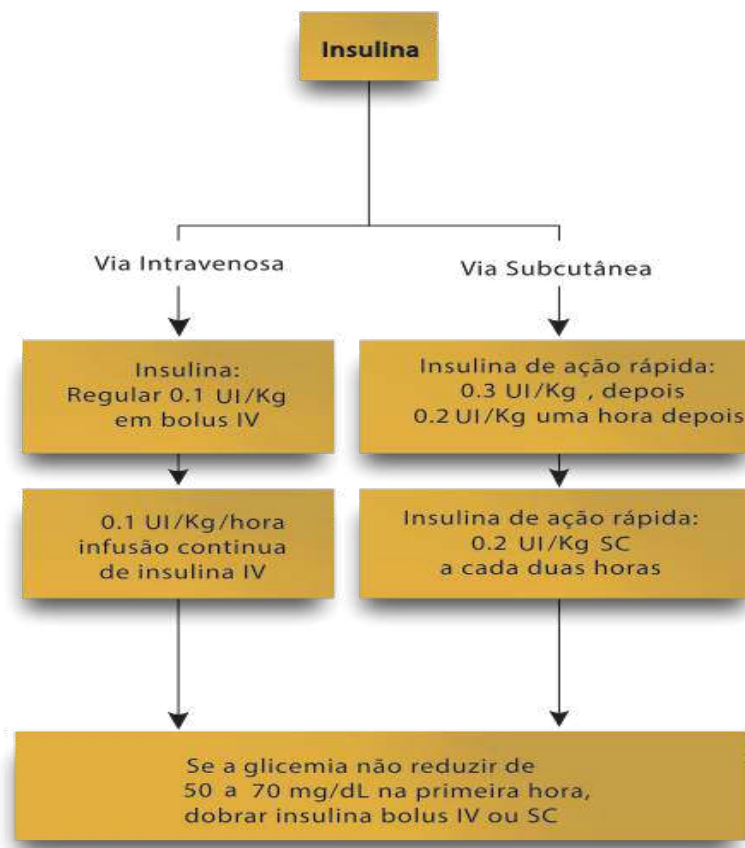 Insulina
Via Intravenosa
Via Subcutânea
Insulina:
Regular 0.1 UI/Kg
em bolus IV
Insulina de ação rápida:
0.3 UI/Kg , depois
0.2 UI/Kg uma hora depois
0.1 UI/Kg/hora
infusão continua
de insulina IV
Insulina de ação rápida:
0.2 UI/Kg SC
a cada duas horas
Se a glicemia não reduzir de
50 a 70 mg/dL na primeira hora,
dobrar insulina bolus IV ou SC